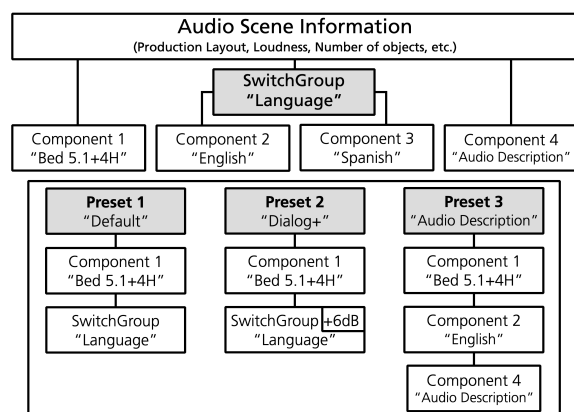 Audio Scene Information
(Production Layout, Loudness, Number of objects, etc.)
SwitchGroup
“Language”
Component 1
“Bed 5.1+4H”
Component 2
“English”
Component 3
“Spanish”
Component 4
“Audio Description”
Preset 1
“Default”
Component 1
“Bed 5.1+4H”
SwitchGroup
“Language”
Preset 2
“Dialog+”
Component 1
“Bed 5.1+4H”
SwitchGroup +6dB
“Language”
Preset 3
“Audio Description”
Component 1
“Bed 5.1+4H”
Component 2
“English”
Component 4
“Audio Description”